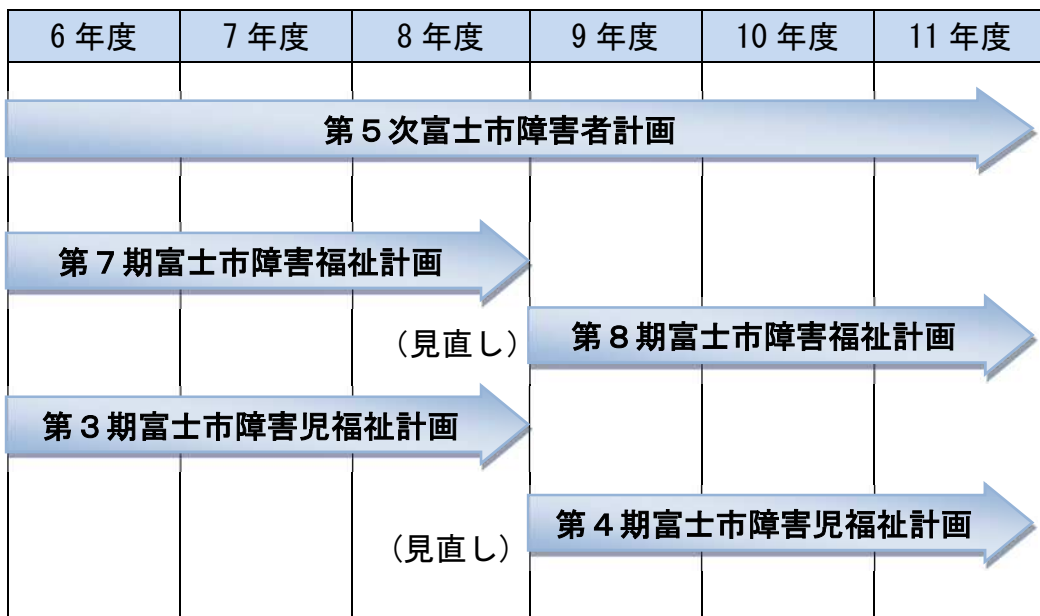 6年度 7年度 8年度 9年度 10年度 11年度
第5次富士市障害者計画
第7期富士市障害福祉計画
（見直し） 第8期富士市障害福祉計画
第3期富士市障害児福祉計画
（見直し） 第4期富士市障害児福祉計画